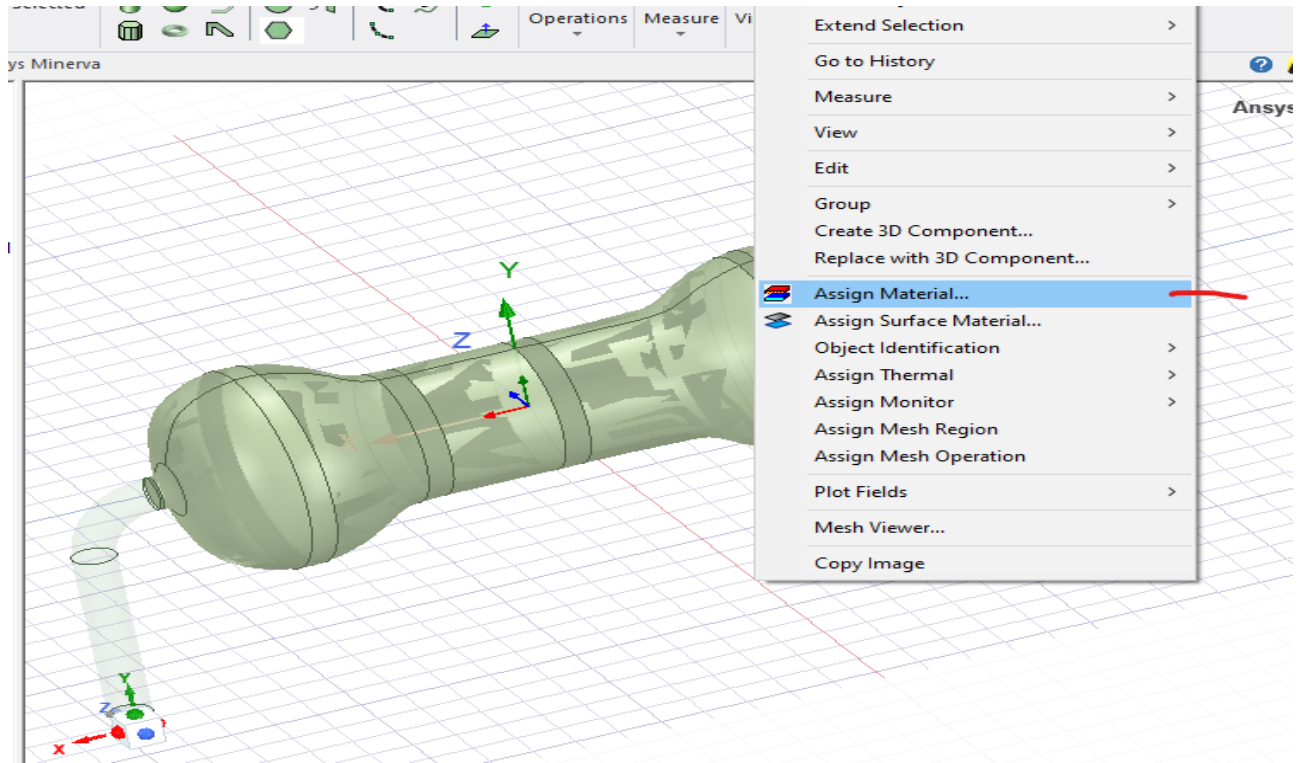 Operations Measure Vi
ys Minerva
Extend Selection >
Go to History
Measure >
View >
Edit >
Group >
Create 3D Component...
Replace with 3D Component...
Assign Material...
Assign Surface Material...
Object Identification >
Assign Thermal >
Assign Monitor >
Assign Mesh Region
Assign Mesh Operation
Plot Fields >
Mesh Viewer...
Copy Image
?
Ansys
Y
Z
X
Y
Z
X